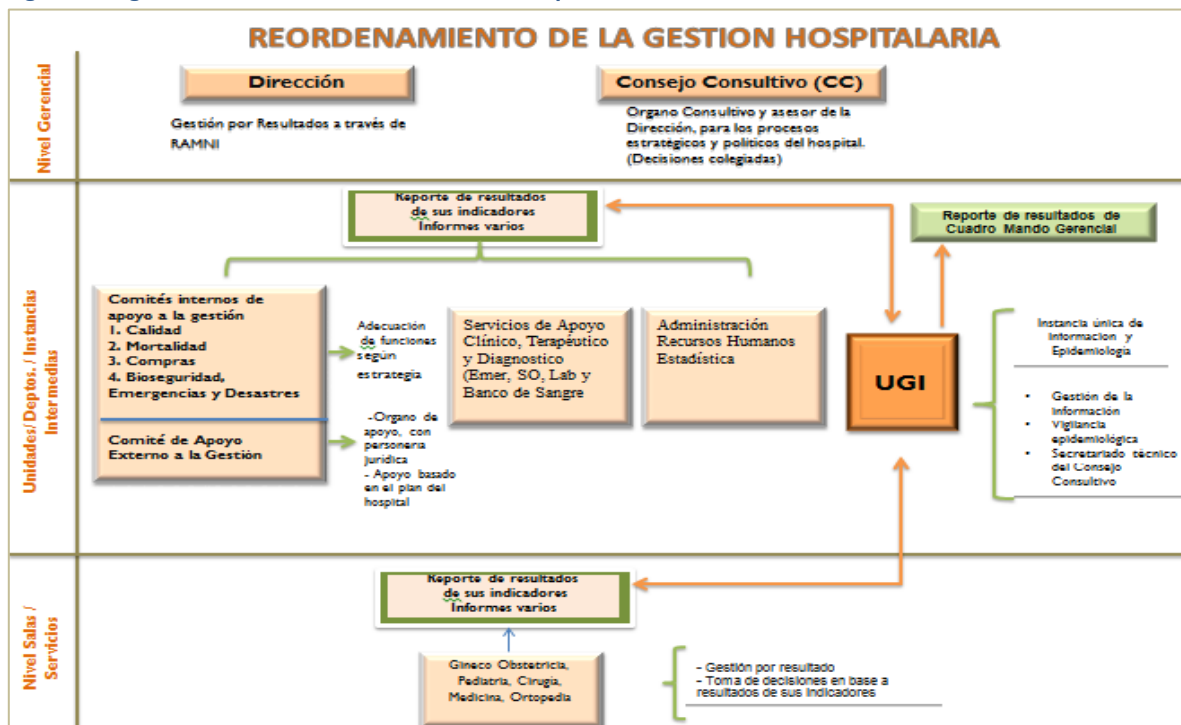 REORDENAMIENTO DE LA GESTION HOSPITALARIA
Nivel Gerencial
Dirección
Gestión por Resultados a través de
RAMNI
Consejo Consultivo (CC)
Organo Consultivo y asesor de la
Dirección, para los procesos
estratégicos y políticos del hospital.
(Decisiones colegiadas)
Unidades/ Deptos. / Instancias
Intermedias
Reporte de resultados
de sus indicadores
Informes varios
Reporte de resultados de
Cuadro Mando Gerencial
Comités internos de
apoyo a la gestión
1. Calidad
2. Mortalidad
3. Compras
4. Bioseguridad,
Emergencias y Desastres
Comité de Apoyo
Externo a la Gestión
Adecuación
de funciones
según
estrategia
-Organo de
apoyo, con
personería
jurídica
- Apoyo basado
en el plan del
hospital
Servicios de Apoyo
Clínico, Terapéutico
y Diagnostico
(Emer, SO, Lab y
Banco de Sangre
Administración
Recursos Humanos
Estadística
UGI
Instancia única de
Informacion y
Epidemiología
• Gestión de la
información
• Vigilancia
epidemiológica
• Secretariado técnico
del Consejo
Consultivo
Nivel Salas /
Servicios
Reporte de resultados
de sus indicadores
Informes varios
Gineco Obstetricia,
Pediatría, Cirugía,
Medicina, Ortopedia
- Gestión por resultado
- Toma de decisiones en base a
resultados de sus indicadores